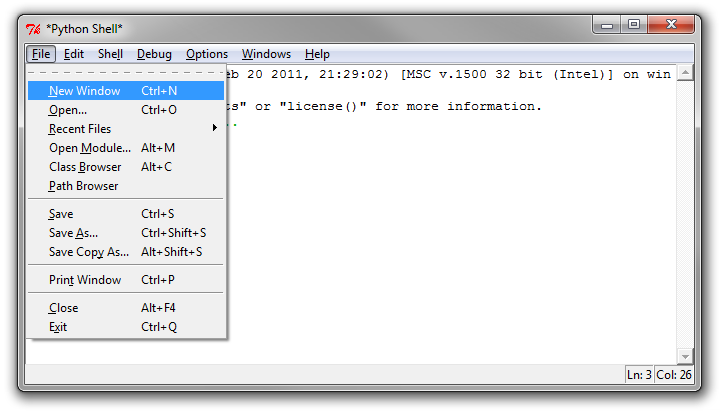 *Python Shell*
File Edit Shell Debug Options Windows Help
eb 20 2011, 21:29:02) [MSC v.1500 32 bit (Intel)] on win
ts" or "license()" for more information.
..
New Window Ctrl+N
Open... Ctrl+O
Recent Files
Open Module... Alt+M
Class Browser Alt+C
Path Browser
Save Ctrl+S
Save As... Ctrl+Shift+S
Save Copy As... Alt+Shift+S
Print Window Ctrl+P
Close Alt+F4
Exit Ctrl+Q
Ln: 3 Col: 26